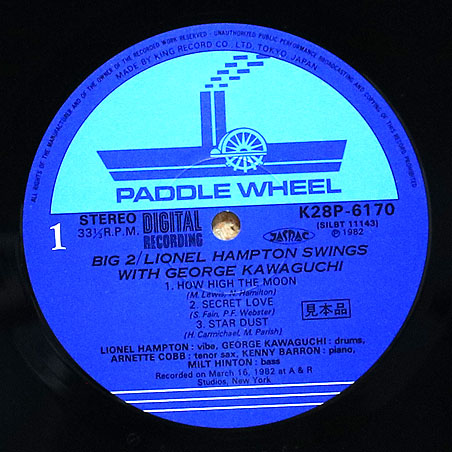 ALL RIGHTS OF THE MANUFACTURER AND OF THE OWNER OF THE RECORDED WORK RESERVED · UNAUTHORIZED PUBLIC PERFORMANCE BROADCASTING AND COPYING OF THIS RECORD PROHIBITED
MADE BY KING RECORD CO., LTD. TOKYO, JAPAN.
PADDLE WHEEL
STEREO
33⅓ R.P.M.
DIGITAL
RECORDING
JASRAC
K28P-6170
(SILBT 11143)
℗1982
1
BIG 2/LIONEL HAMPTON SWINGS
WITH GEORGE KAWAGUCHI
1. HOW HIGH THE MOON
(M. Lewis, N. Hamilton)
2. SECRET LOVE
(S. Fain, P.F. Webster)
3. STAR DUST
(H. Carmichael, M. Parish)
見本品
LIONEL HAMPTON : vibe, GEORGE KAWAGUCHI : drums,
ARNETTE COBB : tenor sax, KENNY BARRON : piano,
MILT HINTON : bass
Recorded on March 16, 1982 at A & R
Studios, New York